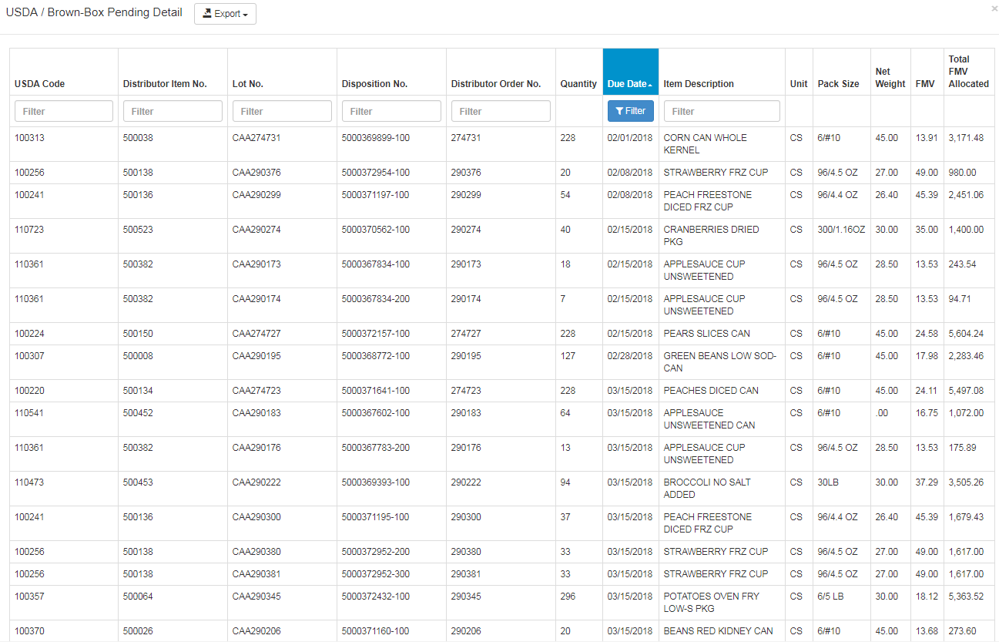 USDA / Brown-Box Pending Detail Export ×
USDA Code Distributor Item No. Lot No. Disposition No. Distributor Order No. Quantity Due Date Item Description Unit Pack Size Net Weight FMV Total FMV Allocated
Filter Filter Filter Filter Filter Filter Filter
100313 500038 CAA274731 5000369899-100 274731 228 02/01/2018 CORN CAN WHOLE CS 6/#10 45.00 13.91 3,171.48
KERNEL
100256 500138 CAA290376 5000372954-100 290376 20 02/08/2018 STRAWBERRY FRZ CUP CS 96/4.5 OZ 27.00 49.00 980.00
100241 500136 CAA290299 5000371197-100 290299 54 02/08/2018 PEACH FREESTONE CS 96/4.4 OZ 26.40 45.39 2,451.06
DICED FRZ CUP
110723 500523 CAA290274 5000370562-100 290274 40 02/15/2018 CRANBERRIES DRIED CS 300/1.16OZ 30.00 35.00 1,400.00
PKG
110361 500382 CAA290173 5000367834-100 290173 18 02/15/2018 APPLESAUCE CUP CS 96/4.5 OZ 28.50 13.53 243.54
UNSWEETENED
110361 500382 CAA290174 5000367834-200 290174 7 02/15/2018 APPLESAUCE CUP CS 96/4.5 OZ 28.50 13.53 94.71
UNSWEETENED
100224 500150 CAA274727 5000372157-100 274727 228 02/15/2018 PEARS SLICES CAN CS 6/#10 45.00 24.58 5,604.24
100307 500008 CAA290195 5000368772-100 290195 127 02/28/2018 GREEN BEANS LOW SOD- CS 6/#10 45.00 17.98 2,283.46
CAN
100220 500134 CAA274723 5000371641-100 274723 228 03/15/2018 PEACHES DICED CAN CS 6/#10 45.00 24.11 5,497.08
110541 500452 CAA290183 5000367602-100 290183 64 03/15/2018 APPLESAUCE CS 6/#10 .00 16.75 1,072.00
UNSWEETENED CAN
110361 500382 CAA290176 5000367783-200 290176 13 03/15/2018 APPLESAUCE CUP CS 96/4.5 OZ 28.50 13.53 175.89
UNSWEETENED
110473 500453 CAA290222 5000369393-100 290222 94 03/15/2018 BROCCOLI NO SALT CS 30LB 30.00 37.29 3,505.26
ADDED
100241 500136 CAA290300 5000371195-100 290300 37 03/15/2018 PEACH FREESTONE CS 96/4.4 OZ 26.40 45.39 1,679.43
DICED FRZ CUP
100256 500138 CAA290380 5000372952-200 290380 33 03/15/2018 STRAWBERRY FRZ CUP CS 96/4.5 OZ 27.00 49.00 1,617.00
100256 500138 CAA290381 5000372952-300 290381 33 03/15/2018 STRAWBERRY FRZ CUP CS 96/4.5 OZ 27.00 49.00 1,617.00
100357 500064 CAA290345 5000372432-100 290345 296 03/15/2018 POTATOES OVEN FRY CS 6/5 LB 30.00 18.12 5,363.52
LOW-S PKG
100370 500026 CAA290206 5000371160-100 290206 20 03/15/2018 BEANS RED KIDNEY CAN CS 6/#10 45.00 13.68 273.60